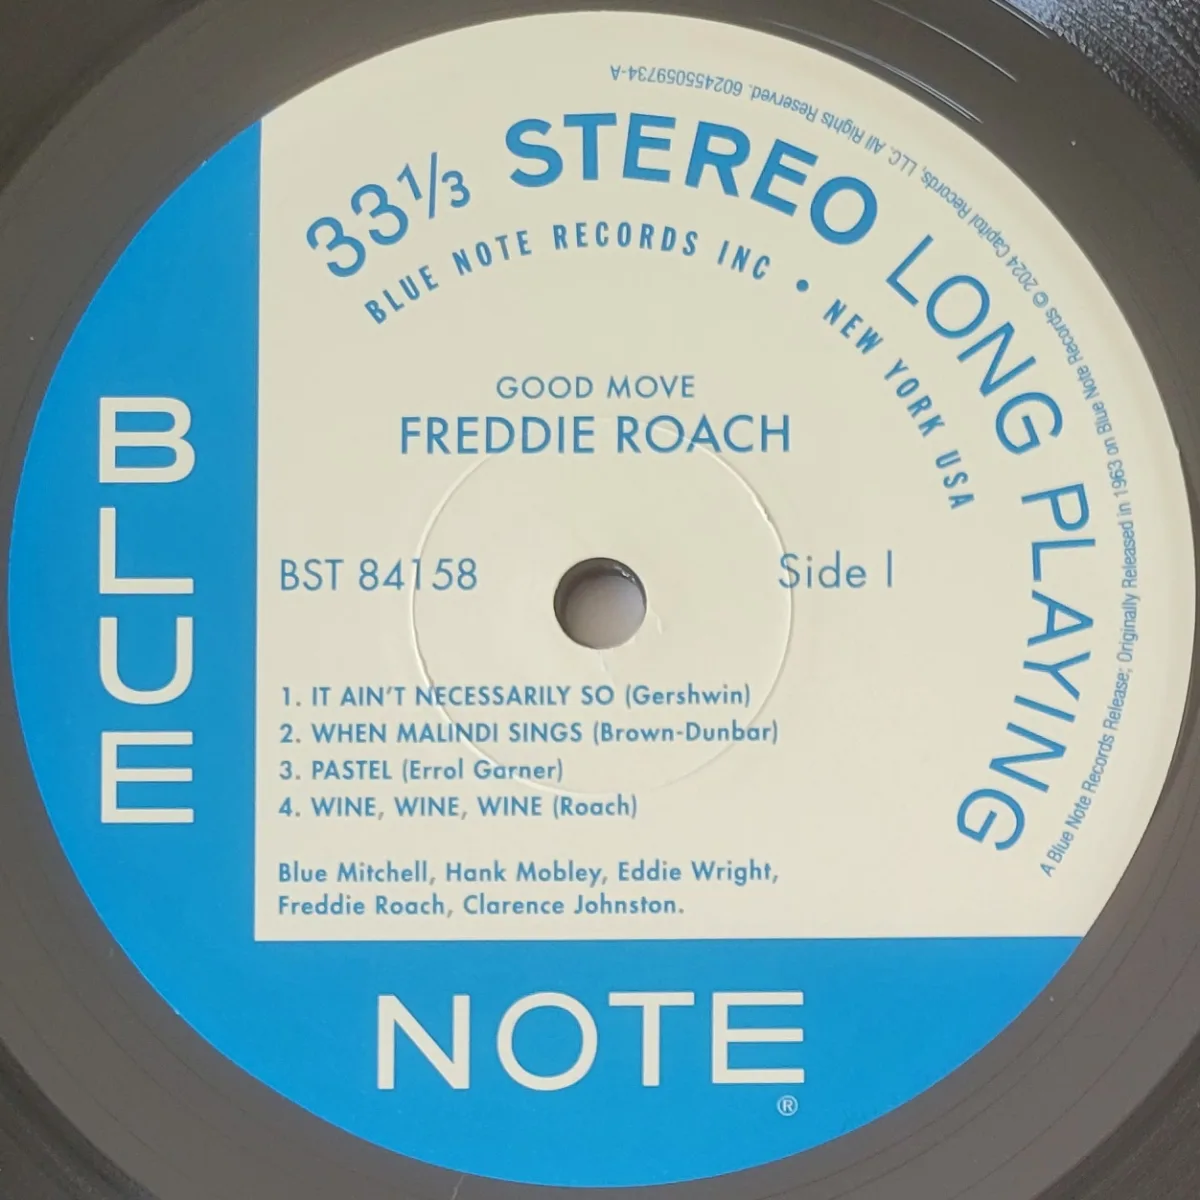 33⅓ STEREO LONG PLAYING
BLUE NOTE RECORDS INC • NEW YORK USA
A Blue Note Records Release; Originally Released in 1963 on Blue Note Records © 2024 Capitol Records, LLC. All Rights Reserved. 602455059734-A
GOOD MOVE
FREDDIE ROACH
BST 84158
Side 1
1. IT AIN'T NECESSARILY SO (Gershwin)
2. WHEN MALINDI SINGS (Brown-Dunbar)
3. PASTEL (Errol Garner)
4. WINE, WINE, WINE (Roach)
Blue Mitchell, Hank Mobley, Eddie Wright,
Freddie Roach, Clarence Johnston.
BLUE
NOTE
®